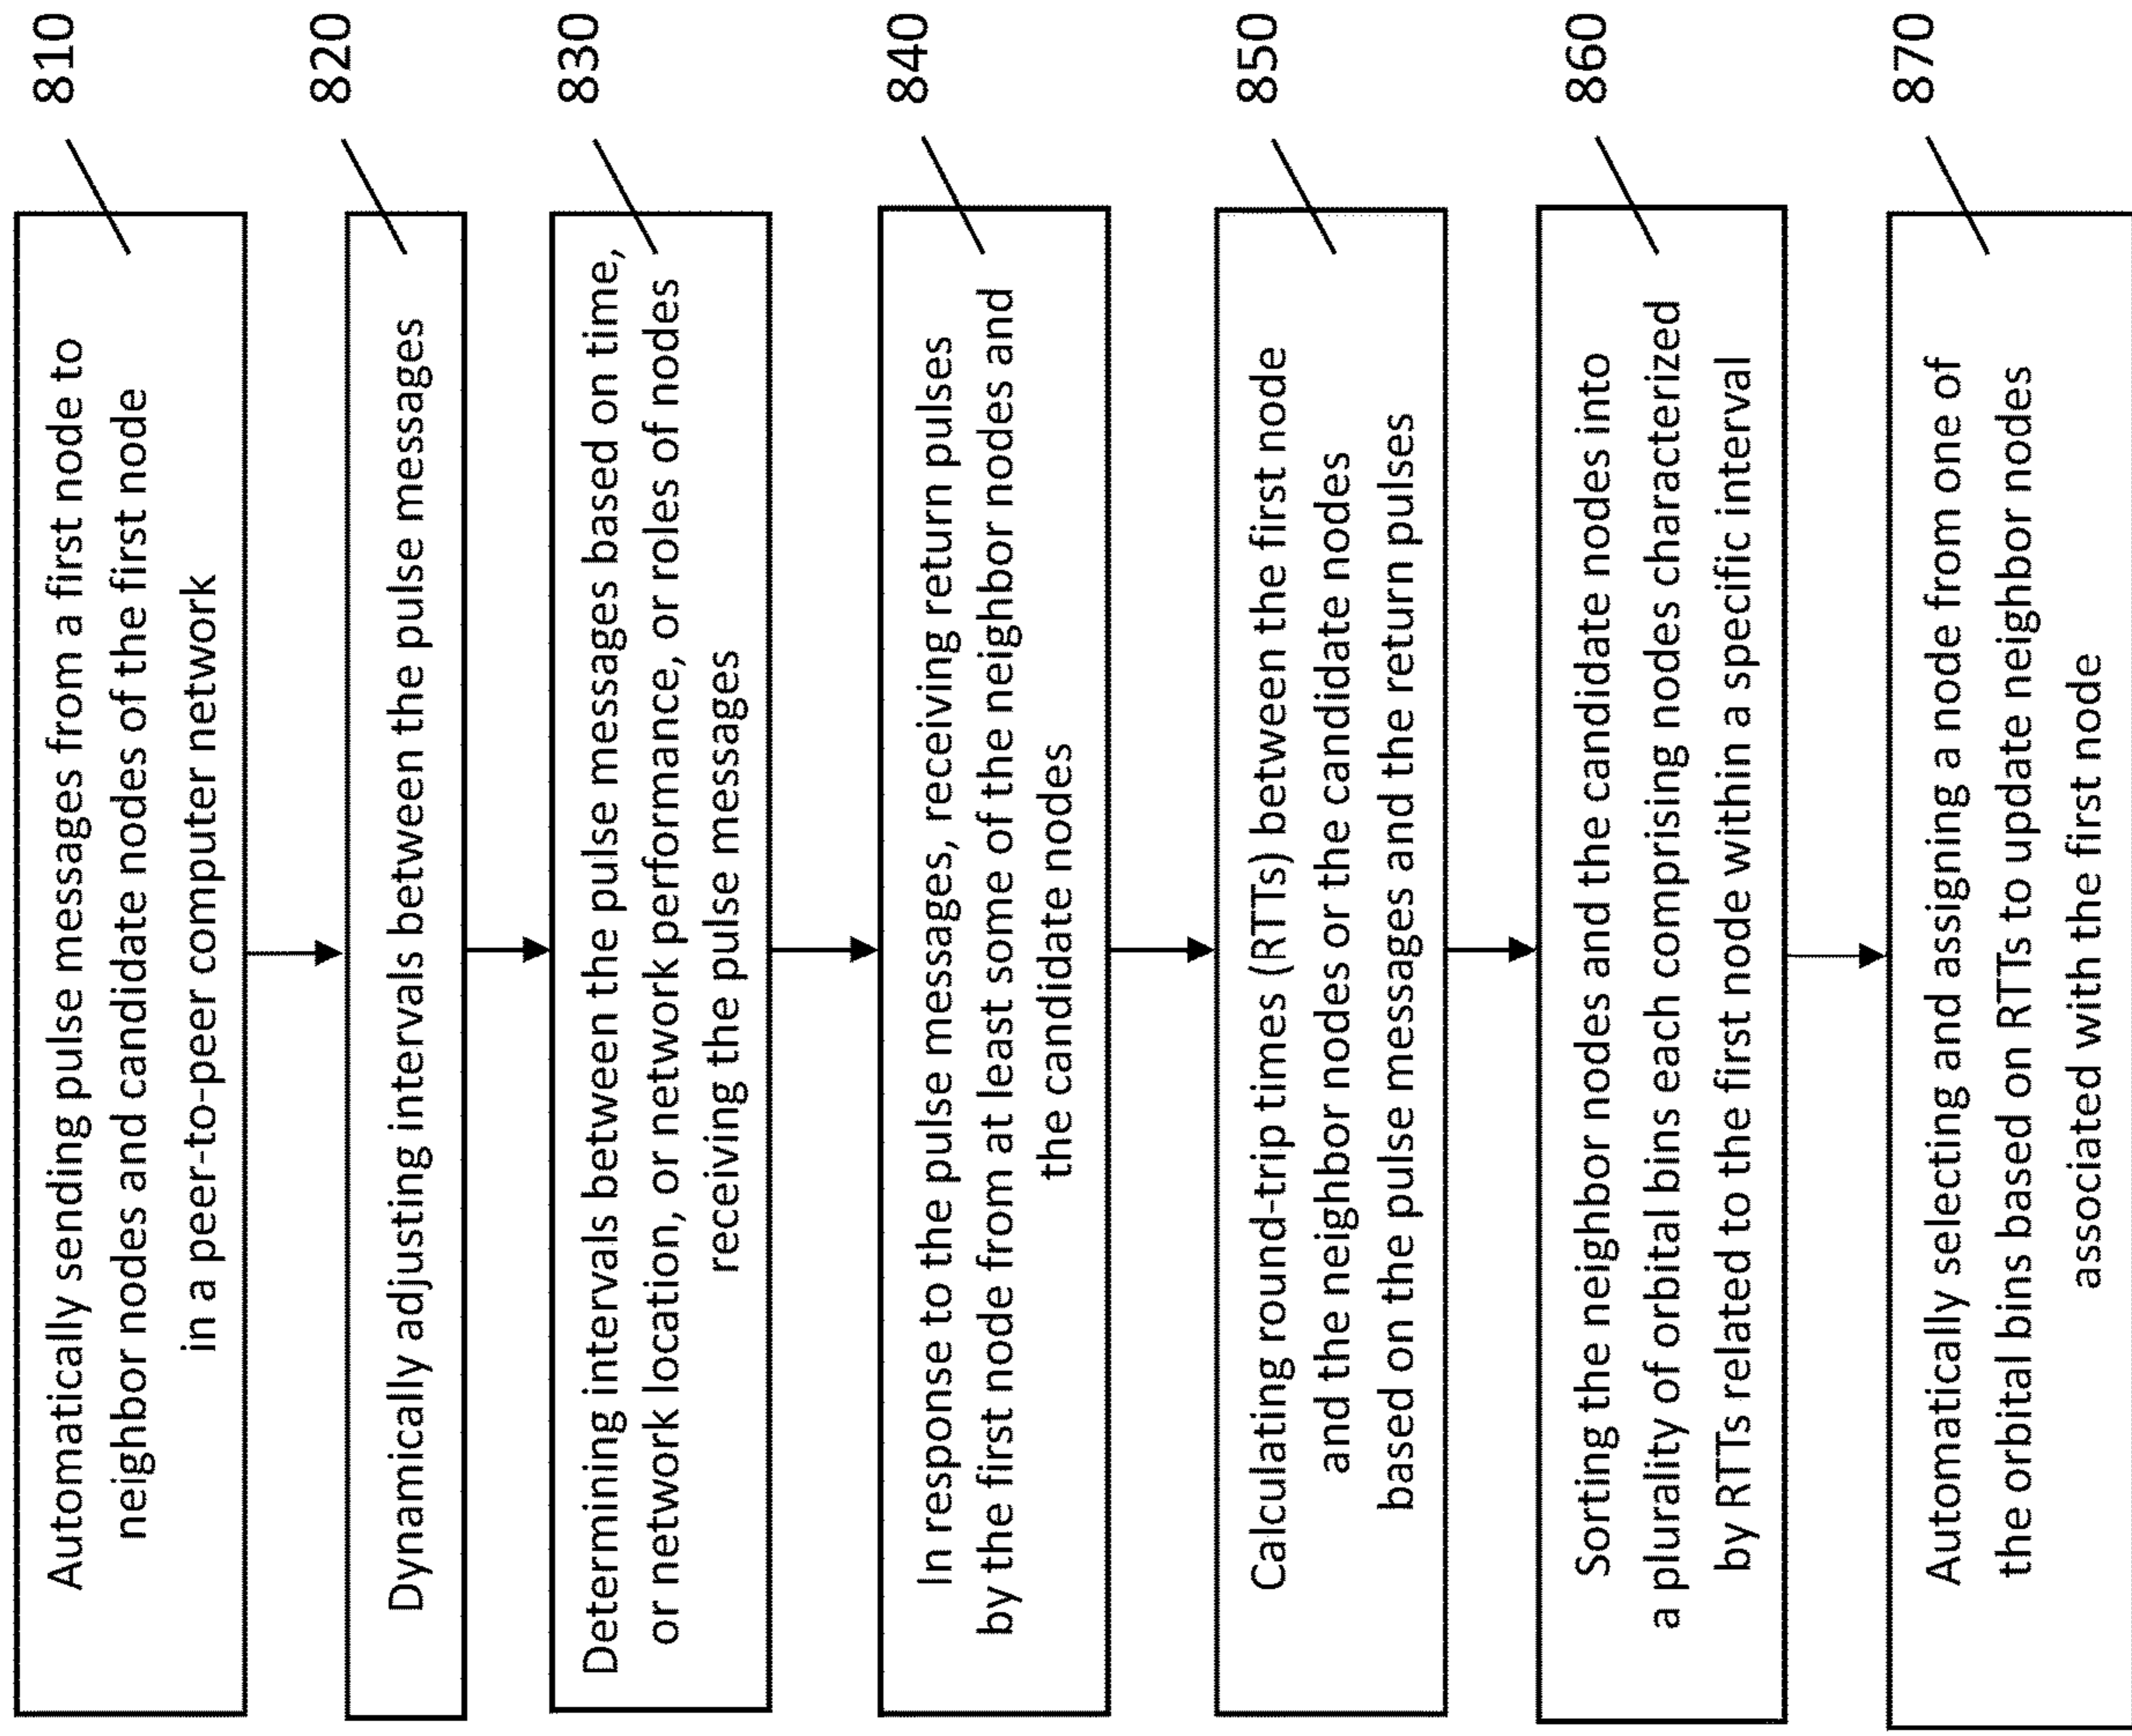 810
Automatically sending pulse messages from a first node to
neighbor nodes and candidate nodes of the first node
in a peer-to-peer computer network
820
Dynamically adjusting intervals between the pulse messages
830
Determining intervals between the pulse messages based on time,
or network location, or network performance, or roles of nodes
receiving the pulse messages
840
In response to the pulse messages, receiving return pulses
by the first node from at least some of the neighbor nodes and
the candidate nodes
850
Calculating round-trip times (RTTs) between the first node
and the neighbor nodes or the candidate nodes
based on the pulse messages and the return pulses
860
Sorting the neighbor nodes and the candidate nodes into
a plurality of orbital bins each comprising nodes characterized
by RTTs related to the first node within a specific interval
870
Automatically selecting and assigning a node from one of
the orbital bins based on RTTs to update neighbor nodes
associated with the first node